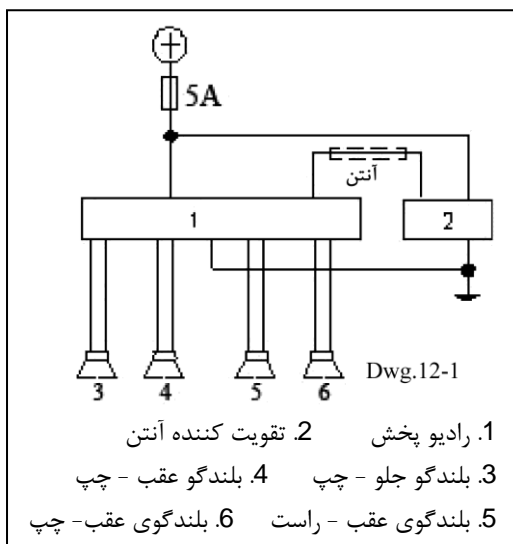 5A
آنتن
1 2
3 4 5 6
Dwg.12-1
1. رادیو پخش 2. تقویت کننده آنتن
3. بلندگو جلو - چپ 4. بلندگو عقب - چپ
5. بلندگوی عقب - راست 6. بلندگوی عقب- چپ